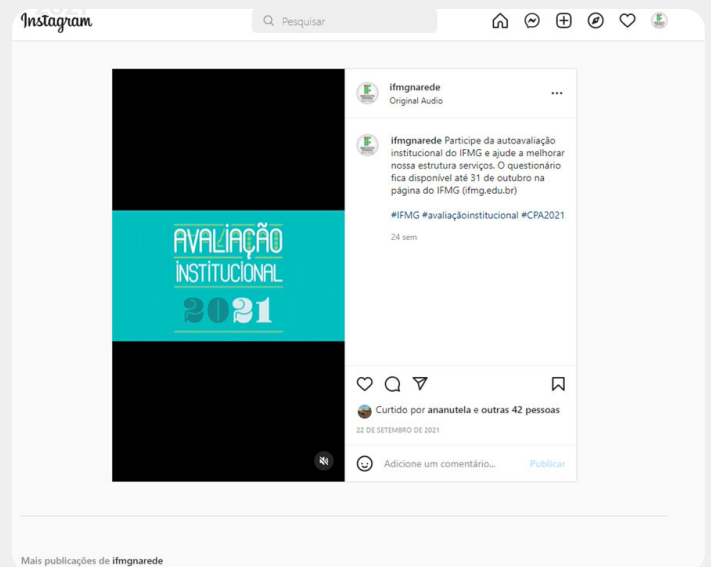 2021
Instagram
Pesquisar
ifmgnarede
Original Audio
ifmgnarede Participe da autoavaliação
institucional do IFMG e ajude a melhorar
nossa estrutura serviços. O questionário
fica disponível até 31 de outubro na
página do IFMG (ifmg.edu.br)
#IFMG #avaliaçãoinstitucional #CPA2021
24 sem
AVALIAÇÃO
INSTITUCIONAL
2021
Curtido por ananutela e outras 42 pessoas
22 DE SETEMBRO DE 2021
Adicione um comentário...
Publicar
Mais publicações de ifmgnarede